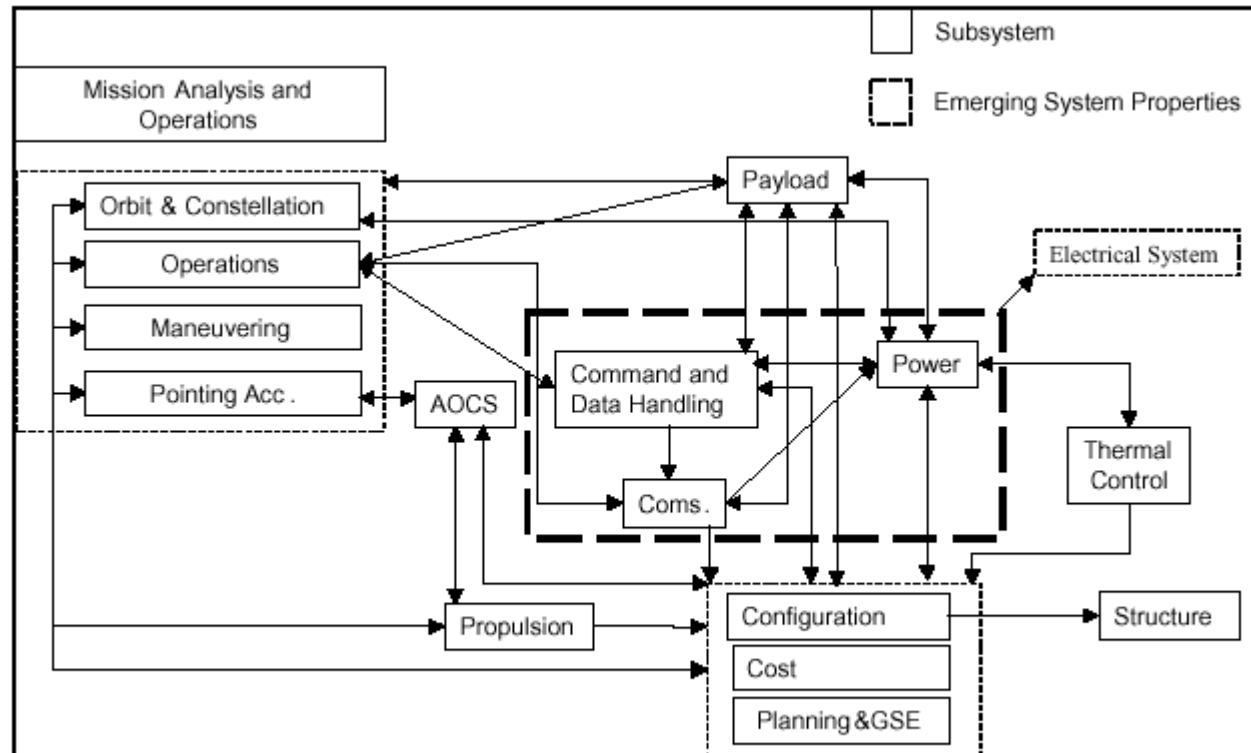 Subsystem
Mission Analysis and
Operations
Emerging System Properties
Payload
Orbit & Constellation
Operations
Electrical System
Maneuvering
Power
Command and
Data Handling
Pointing Acc.
AOCS
Thermal
Control
Coms.
Configuration
Propulsion
Structure
Cost
Planning &GSE